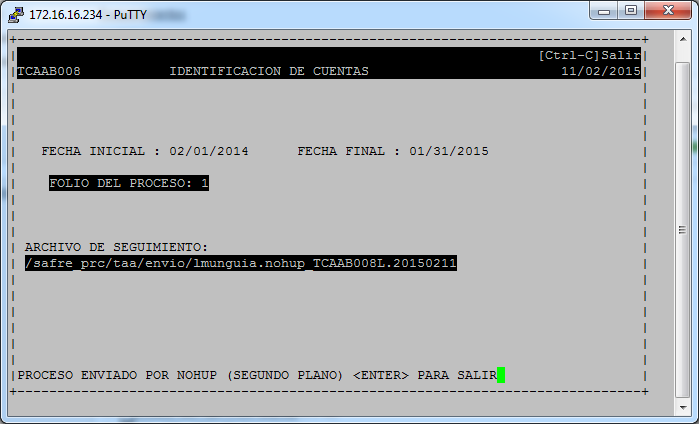 172.16.16.234 - PuTTY
[Ctrl-C]Salir
TCAAB008 IDENTIFICACION DE CUENTAS 11/02/2015
FECHA INICIAL : 02/01/2014 FECHA FINAL : 01/31/2015
FOLIO DEL PROCESO: 1
ARCHIVO DE SEGUIMIENTO:
/safre_prc/taa/envio/lmunguia.nohup_TCAAB008L.20150211
PROCESO ENVIADO POR NOHUP (SEGUNDO PLANO) <ENTER> PARA SALIR